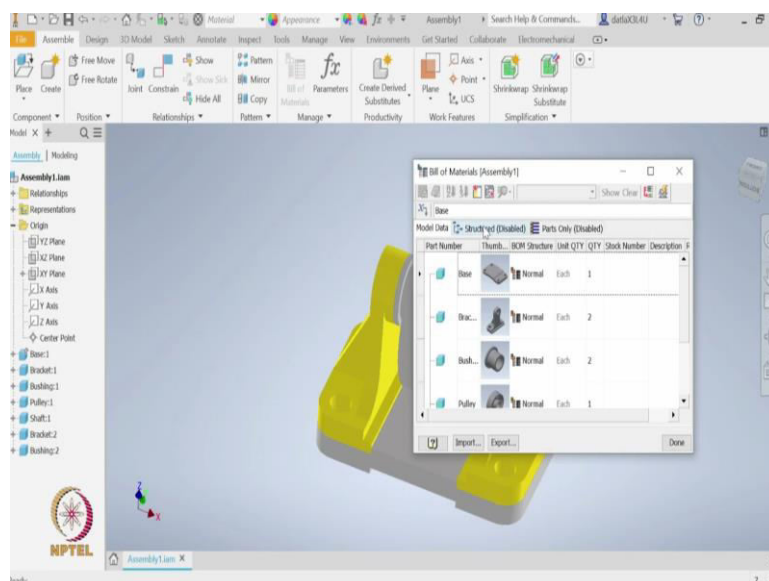 Material Appearance fx Assembly1 Search Help & Commands...
File Assemble Design 3D Model Sketch Annotate Inspect Tools Manage View Environments Get Started Collaborate Electromechanical
Place Create
Free Move
Free Rotate
Joint Constrain
Show
Show Sick
Hide All
Pattern
Mirror
Copy
Bill of Materials
fx
Parameters
Create Derived Substitutes
Plane
Axis
Point
UCS
Shrinkwrap
Shrinkwrap Substitute
Component Position Relationships Pattern Manage Productivity Work Features Simplification
Model X +
Assembly | Modeling
Assembly1.iam
Relationships
Representations
Origin
YZ Plane
XZ Plane
XY Plane
X Axis
Y Axis
Z Axis
Center Point
Base:1
Bracket:1
Bushing:1
Pulley:1
Shaft:1
Bracket:2
Bushing:2
Bill of Materials [Assembly1]
Show Clear
Base
Model Data Structured (Disabled) Parts Only (Disabled)
Part Number Thumb... BOM Structure Unit QTY QTY Stock Number Description
Base Normal Each 1
Brac... Normal Each 2
Bush... Normal Each 2
Pulley Normal Each 1
Import... Export... Done
Z
X
NPTEL
Assembly1.iam X